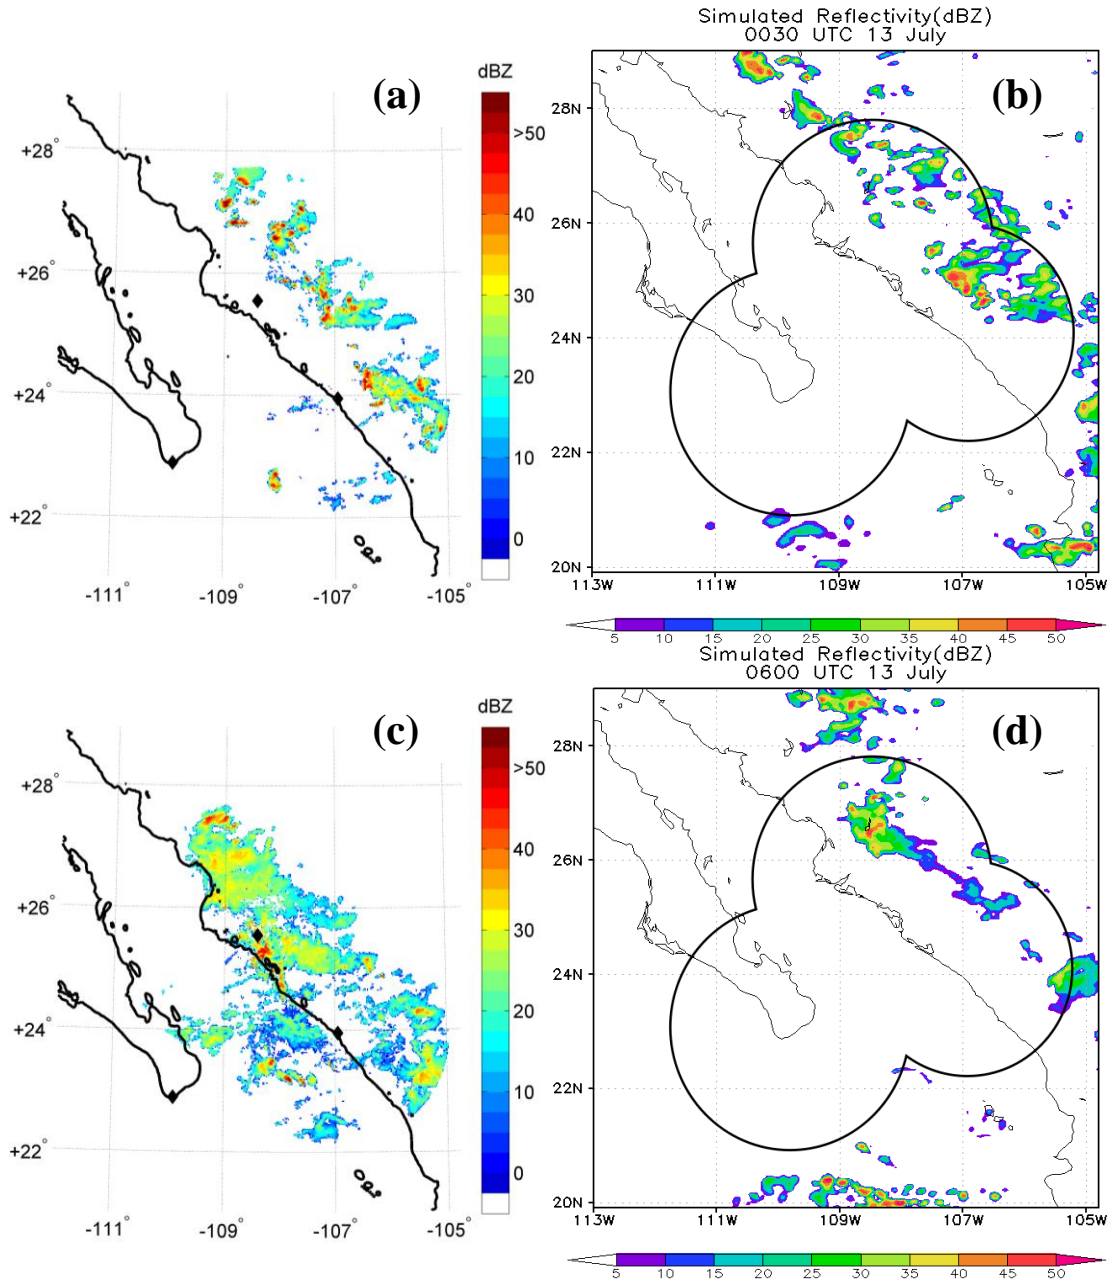 Simulated Reflectivity(dBZ)
0030 UTC 13 July
dBZ
(a)
(b)
>50
40
30
20
10
0
+28°
+26°
+24°
+22°
-111°
-109°
-107°
-105°
28N
26N
24N
22N
20N
113W
111W
109W
107W
105W
5 10 15 20 25 30 35 40 45 50
Simulated Reflectivity(dBZ)
0600 UTC 13 July
dBZ
(c)
(d)
>50
40
30
20
10
0
+28°
+26°
+24°
+22°
-111°
-109°
-107°
-105°
28N
26N
24N
22N
20N
113W
111W
109W
107W
105W
5 10 15 20 25 30 35 40 45 50